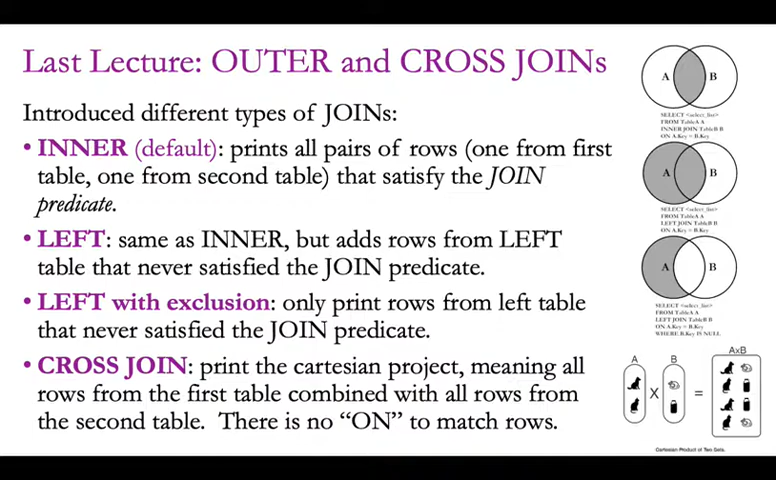 Last Lecture: OUTER and CROSS JOINs
Introduced different types of JOINs:
• INNER (default): prints all pairs of rows (one from first
table, one from second table) that satisfy the JOIN
predicate.
• LEFT: same as INNER, but adds rows from LEFT
table that never satisfied the JOIN predicate.
• LEFT with exclusion: only print rows from left table
that never satisfied the JOIN predicate.
• CROSS JOIN: print the cartesian project, meaning all
rows from the first table combined with all rows from
the second table. There is no “ON” to match rows.
A B
SELECT <select_list>
FROM TableA A
INNER JOIN TableB B
ON A.Key = B.Key
A B
SELECT <select_list>
FROM TableA A
LEFT JOIN TableB B
ON A.Key = B.Key
A B
SELECT <select_list>
FROM TableA A
LEFT JOIN TableB B
ON A.Key = B.Key
WHERE B.Key IS NULL
A B AxB
X =
Cartesian Product of Two Sets.